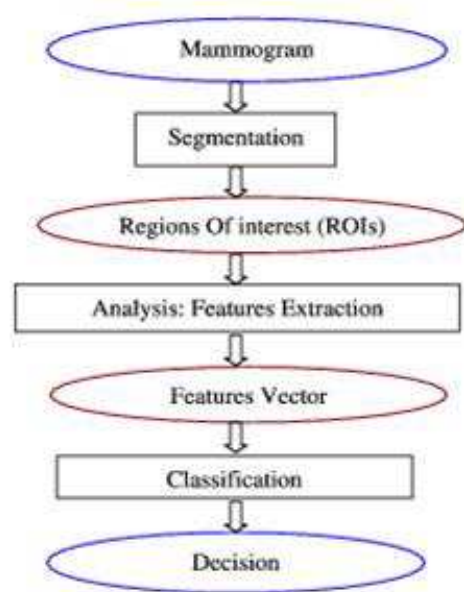 Mammogram
Segmentation
Regions Of interest (ROIs)
Analysis: Features Extraction
Features Vector
Classification
Decision